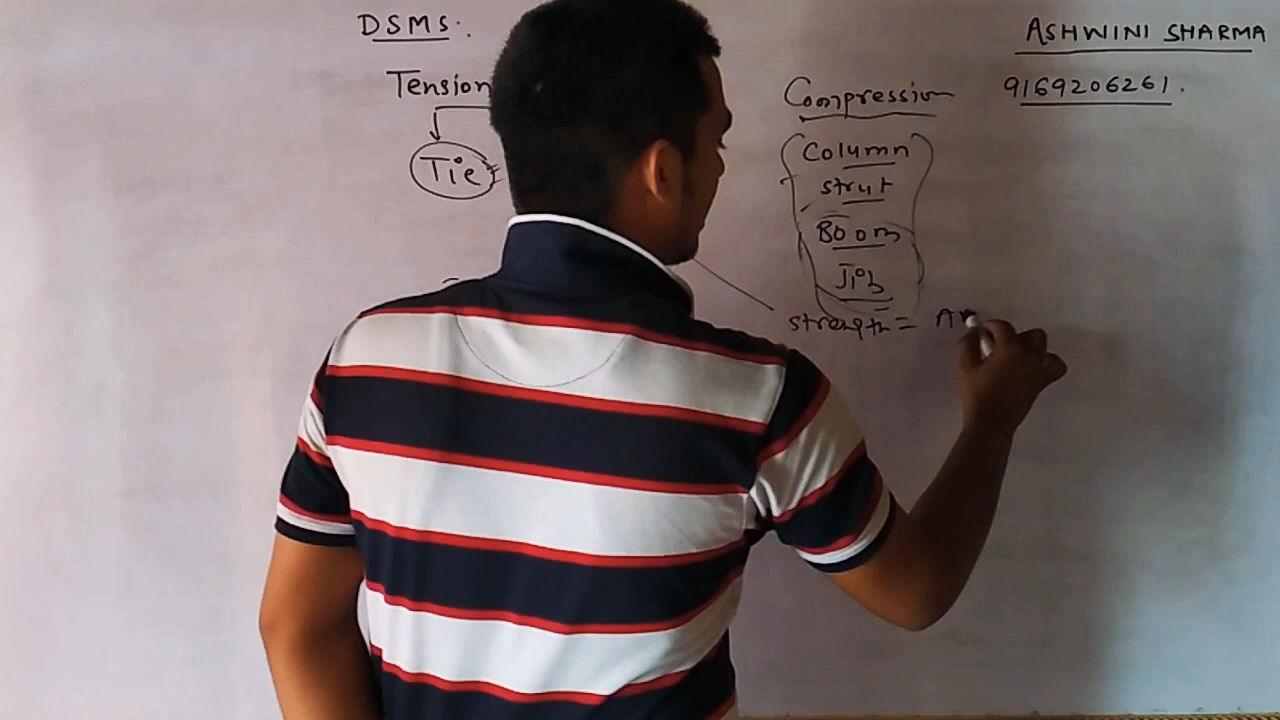 DSMS.
Tension
Tie
Compression
Column
strut
Boom
Jib
strength =
ASHWINI SHARMA
9169206261.